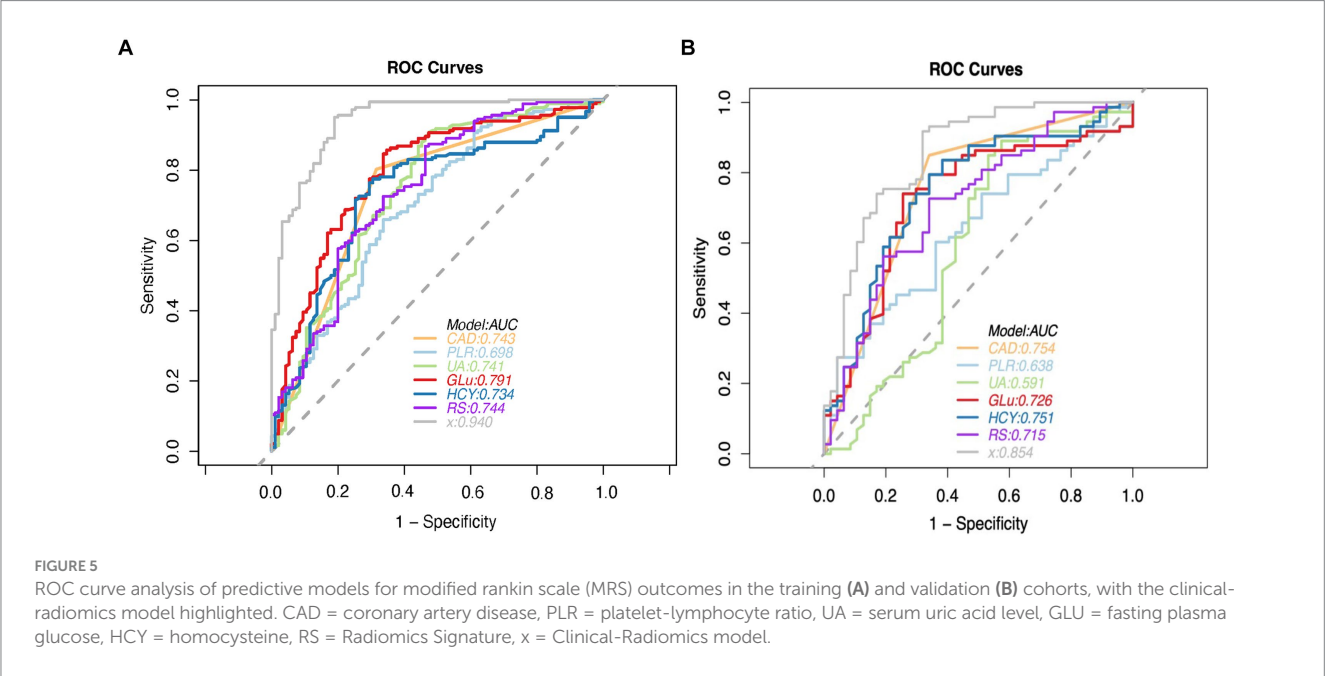 A
ROC Curves
Sensitivity
1.0
0.8
0.6
0.4
0.2
0.0
Model:AUC
CAD:0.743
PLR:0.698
UA:0.741
GLu:0.791
HCY:0.734
RS:0.744
x:0.940
0.0 0.2 0.4 0.6 0.8 1.0
1 – Specificity
B
ROC Curves
Sensitivity
1.0
0.8
0.6
0.4
0.2
0.0
Model:AUC
CAD:0.754
PLR:0.638
UA:0.591
GLu:0.726
HCY:0.751
RS:0.715
x:0.854
0.0 0.2 0.4 0.6 0.8 1.0
1 – Specificity
FIGURE 5
ROC curve analysis of predictive models for modified rankin scale (MRS) outcomes in the training (A) and validation (B) cohorts, with the clinical-
radiomics model highlighted. CAD = coronary artery disease, PLR = platelet-lymphocyte ratio, UA = serum uric acid level, GLU = fasting plasma
glucose, HCY = homocysteine, RS = Radiomics Signature, x = Clinical-Radiomics model.